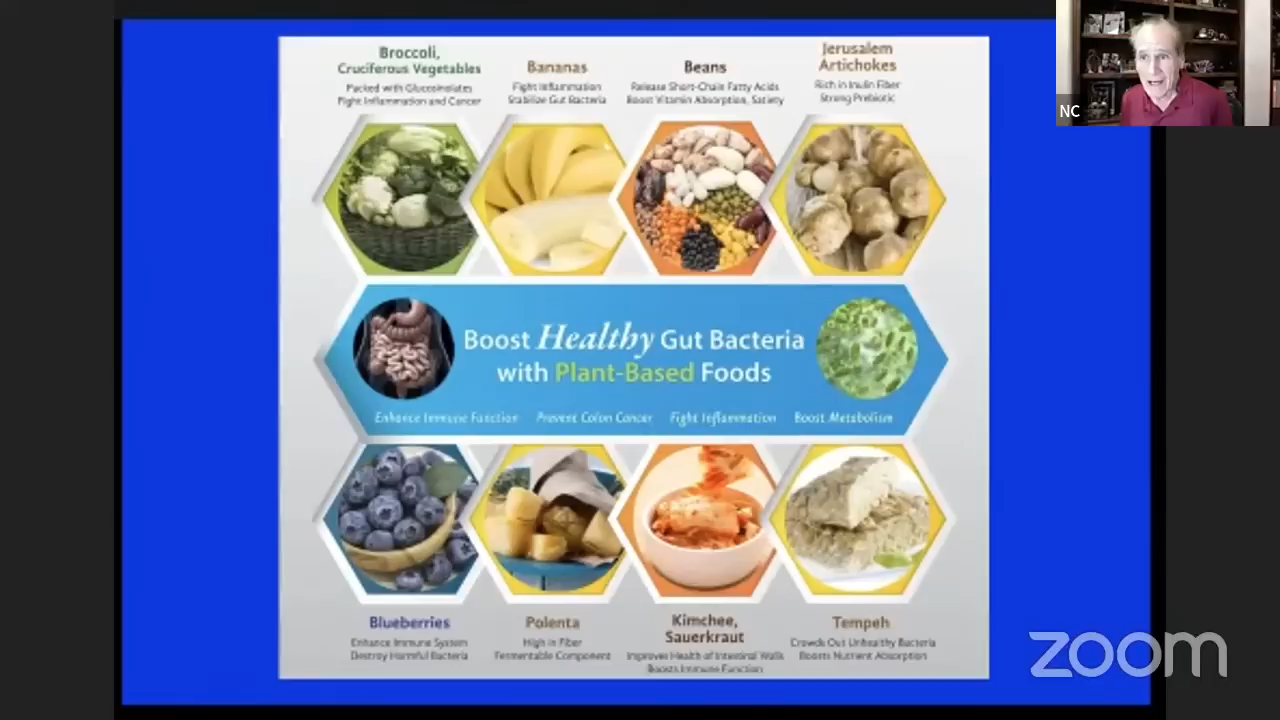 Broccoli,
Cruciferous Vegetables
Packed with Glucosinolates
Fight Inflammation and Cancer
Bananas
Fight Inflammation
Stabilize Gut Bacteria
Beans
Release Short-Chain Fatty Acids
Boost Vitamin Absorption, Satiety
Jerusalem
Artichokes
Rich in Inulin Fiber
Strong Prebiotic
NC
Boost Healthy Gut Bacteria
with Plant-Based Foods
Enhance Immune Function Prevent Colon Cancer Fight Inflammation Boost Metabolism
Blueberries
Enhance Immune System
Destroy Harmful Bacteria
Polenta
High in Fiber
Fermentable Component
Kimchee,
Sauerkraut
Improves Health of Intestinal Walls
Boosts Immune Function
Tempeh
Crowds Out Unhealthy Bacteria
Boosts Nutrient Absorption
zoom